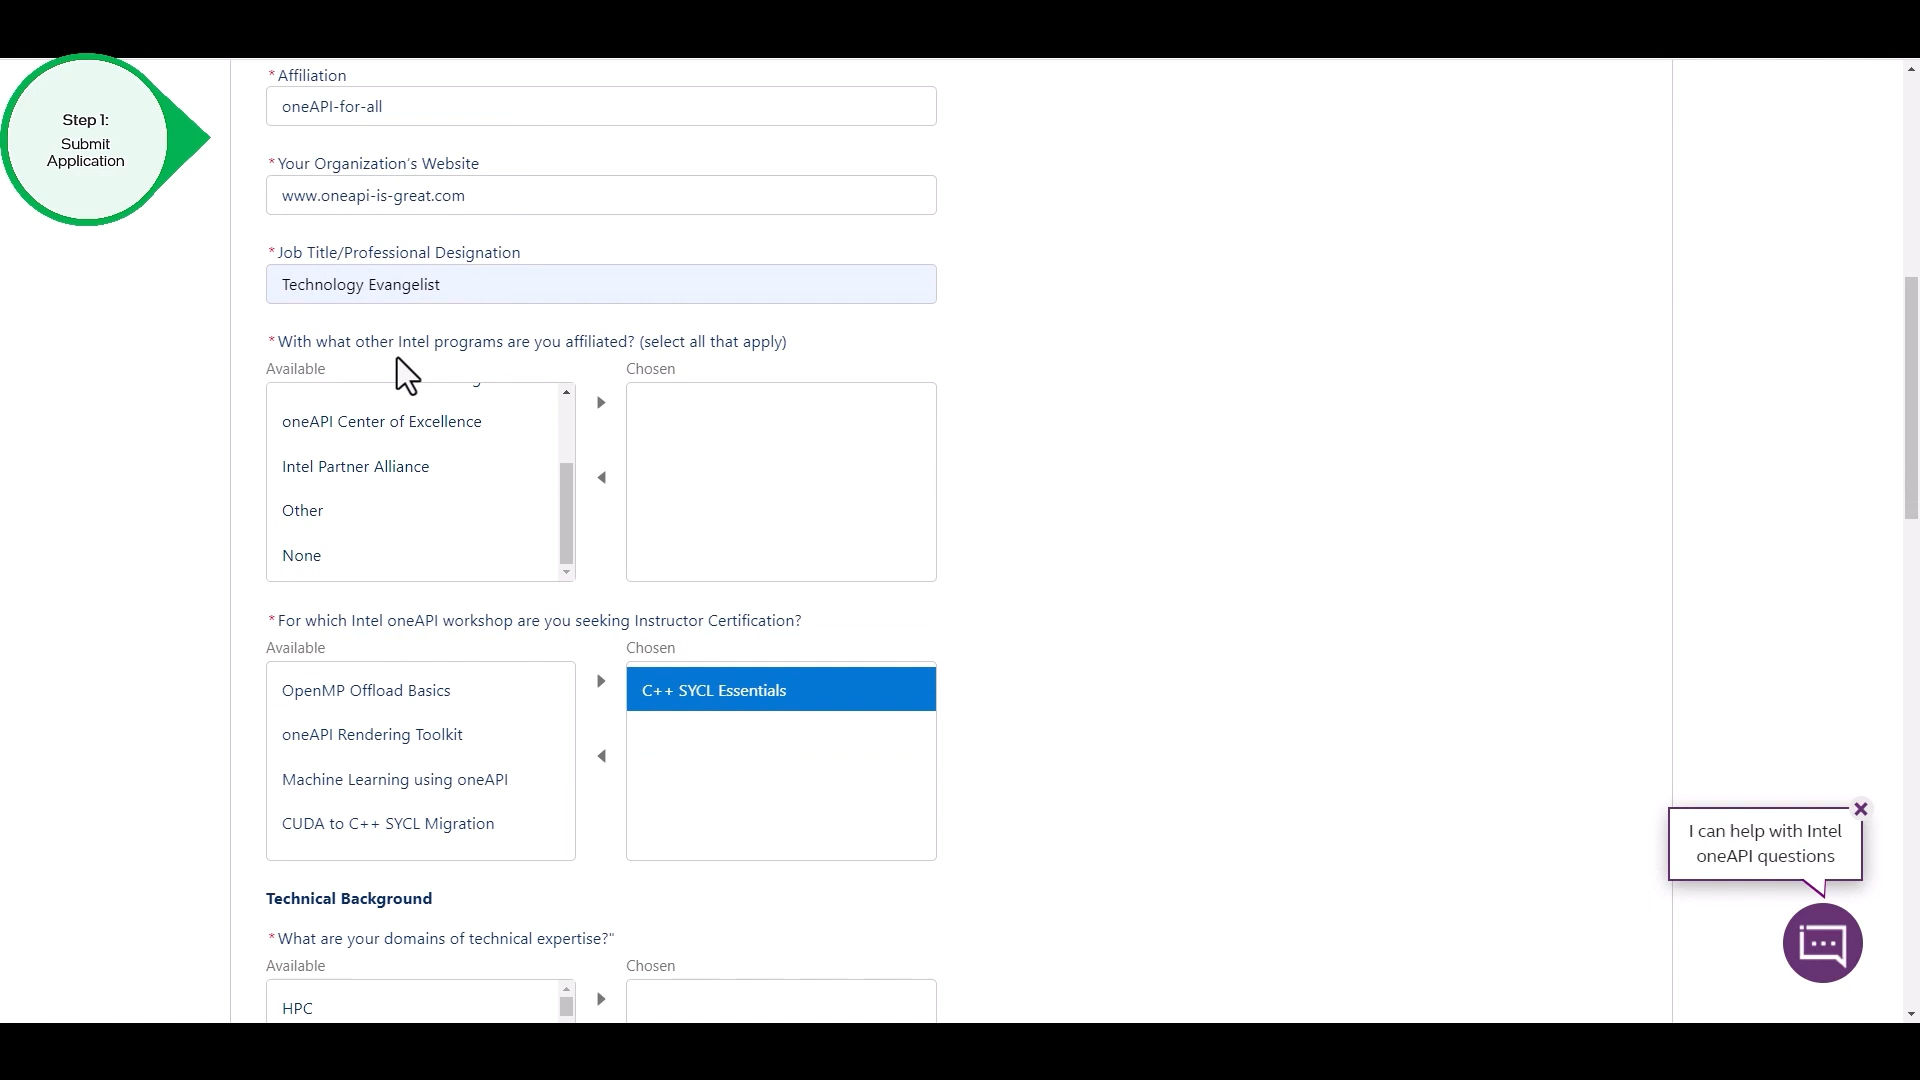 Step 1:
Submit
Application
* Affiliation
oneAPI-for-all
* Your Organization's Website
www.oneapi-is-great.com
* Job Title/Professional Designation
Technology Evangelist
* With what other Intel programs are you affiliated? (select all that apply)
Available
Chosen
oneAPI Center of Excellence
Intel Partner Alliance
Other
None
* For which Intel oneAPI workshop are you seeking Instructor Certification?
Available
Chosen
OpenMP Offload Basics
C++ SYCL Essentials
oneAPI Rendering Toolkit
Machine Learning using oneAPI
CUDA to C++ SYCL Migration
Technical Background
* What are your domains of technical expertise?"
Available
Chosen
HPC
I can help with Intel
oneAPI questions